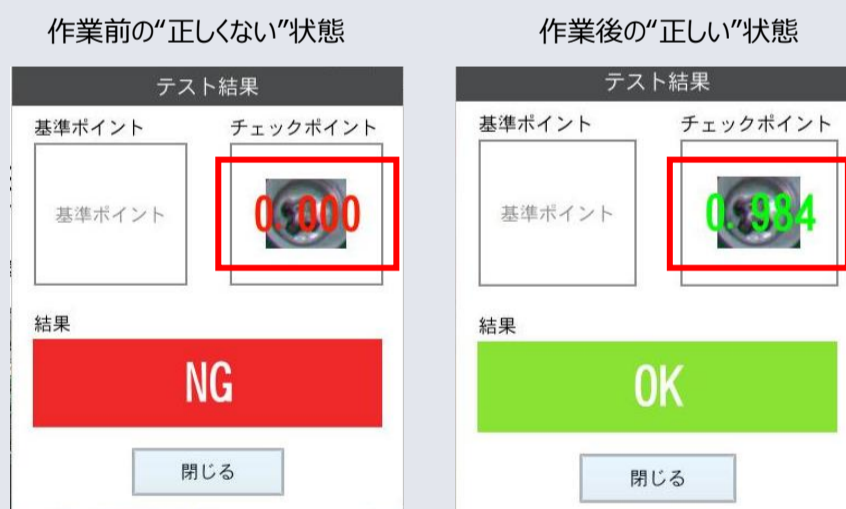 作業前の“正しくない”状態
テスト結果
基準ポイント
チェックポイント
基準ポイント
0.000
結果
NG
閉じる
作業後の“正しい”状態
テスト結果
基準ポイント
チェックポイント
基準ポイント
0.984
結果
OK
閉じる